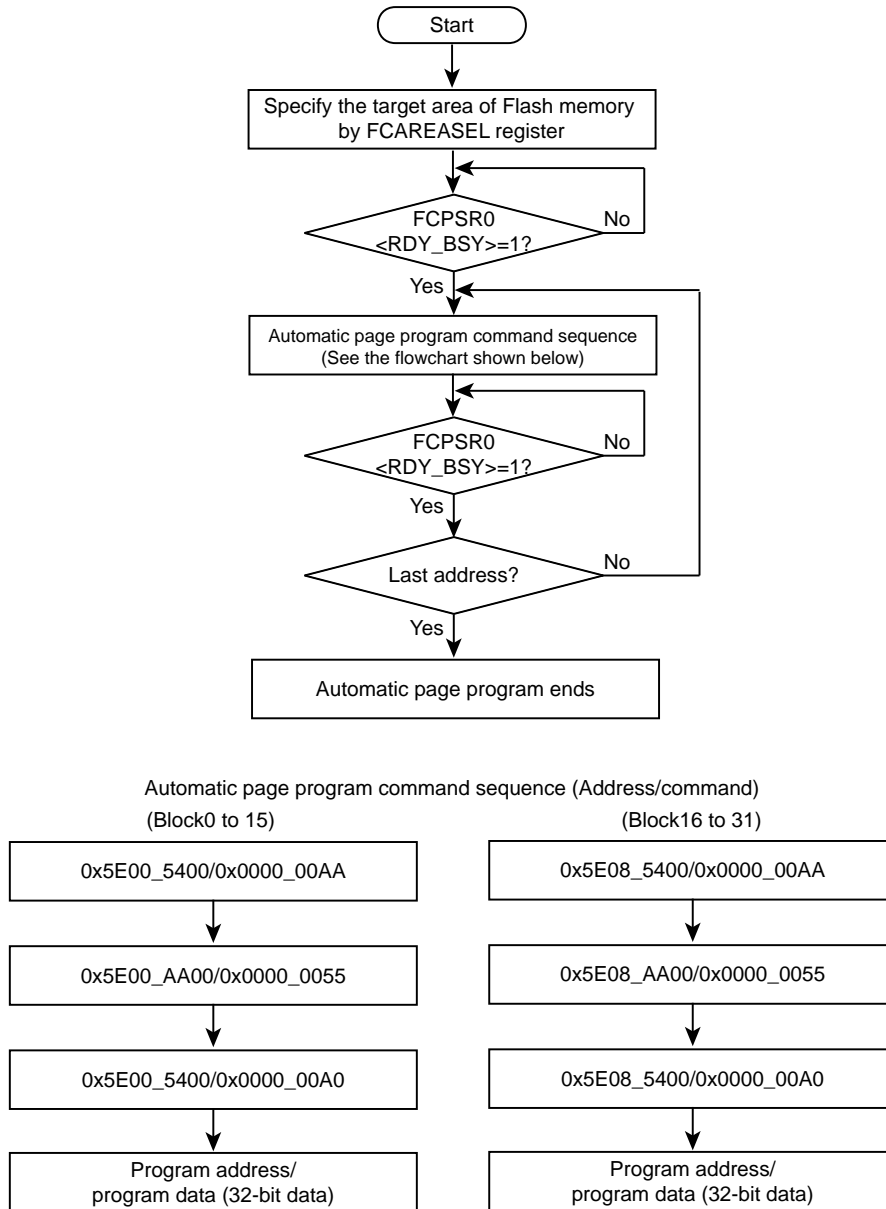 Start
Specify the target area of Flash memory
by FCAREASEL register
FCPSR0
<RDY_BSY>=1?
No
Yes
Automatic page program command sequence
(See the flowchart shown below)
FCPSR0
<RDY_BSY>=1?
No
Yes
Last address?
No
Yes
Automatic page program ends
Automatic page program command sequence (Address/command)
(Block0 to 15)
(Block16 to 31)
0x5E00_5400/0x0000_00AA
0x5E08_5400/0x0000_00AA
0x5E00_AA00/0x0000_0055
0x5E08_AA00/0x0000_0055
0x5E00_5400/0x0000_00A0
0x5E08_5400/0x0000_00A0
Program address/
program data (32-bit data)
Program address/
program data (32-bit data)